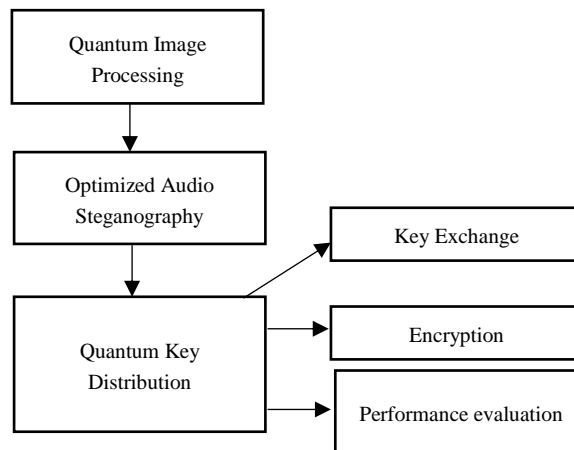 Quantum Image
Processing
Optimized Audio
Steganography
Key Exchange
Quantum Key
Distribution
Encryption
Performance evaluation